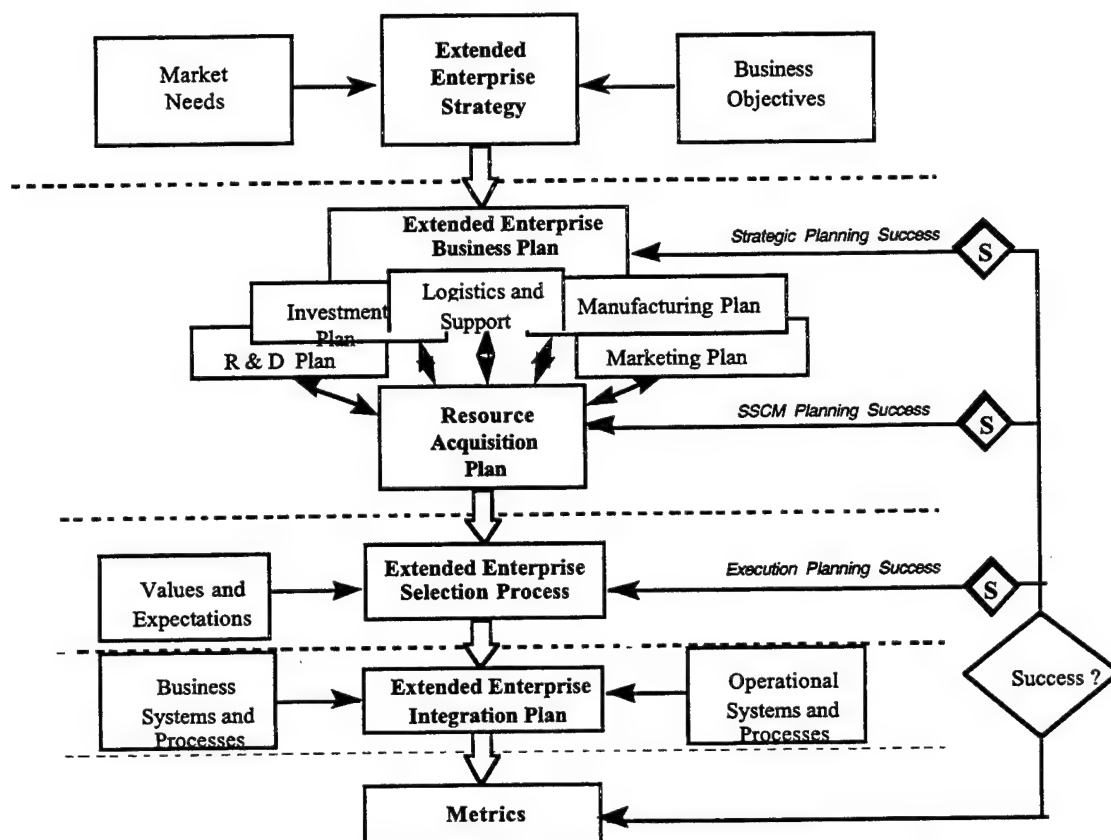 Market
Needs
Extended
Enterprise
Strategy
Business
Objectives
Extended Enterprise
Business Plan
Strategic Planning Success
S
Investment
Plan
Logistics and
Support
Manufacturing Plan
R & D Plan
Marketing Plan
Resource
Acquisition
Plan
SSCM Planning Success
S
Values and
Expectations
Extended Enterprise
Selection Process
Execution Planning Success
S
Business
Systems and
Processes
Extended Enterprise
Integration Plan
Operational
Systems and
Processes
Success ?
Metrics